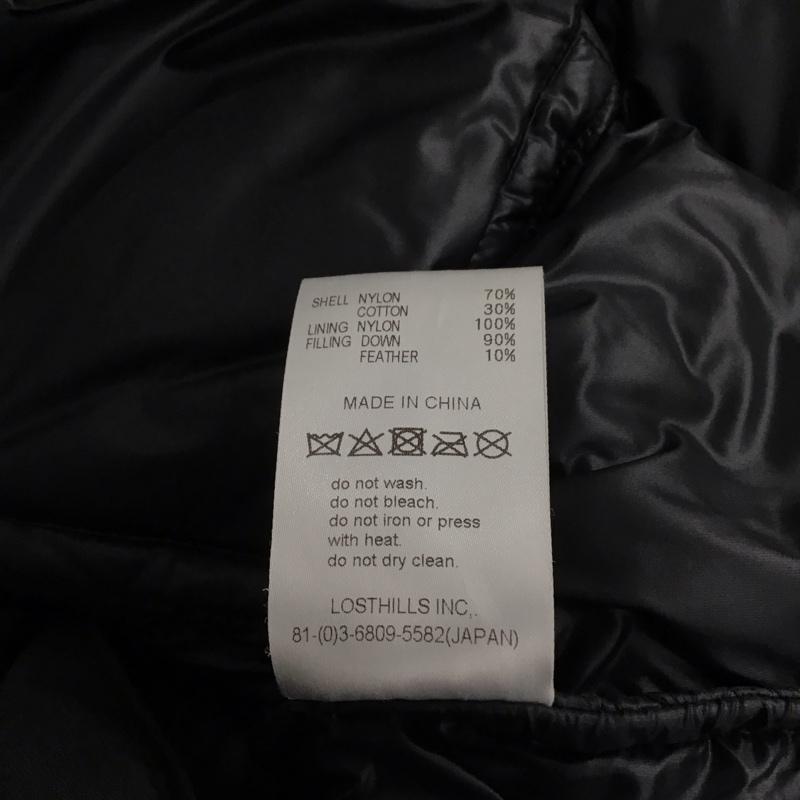 SHELL NYLON 70%
COTTON 30%
LINING NYLON 100%
FILLING DOWN 90%
FEATHER 10%
MADE IN CHINA
do not wash.
do not bleach.
do not iron or press
with heat.
do not dry clean.
LOSTHILLS INC,.
81-(0)3-6809-5582(JAPAN)